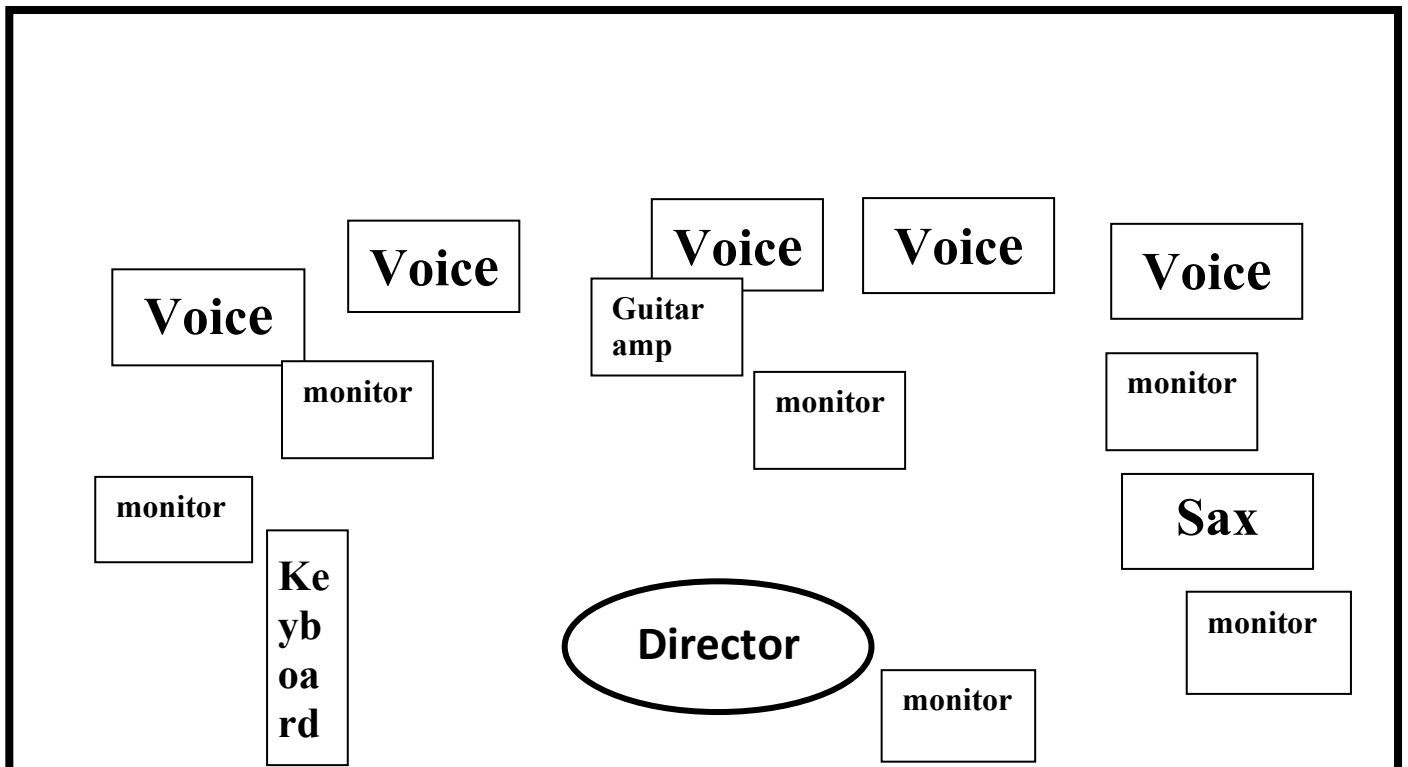 Voice
Voice
Voice
Voice
Voice
Guitar
amp
monitor
monitor
monitor
monitor
Sax
Ke
yb
oa
rd
Director
monitor
monitor